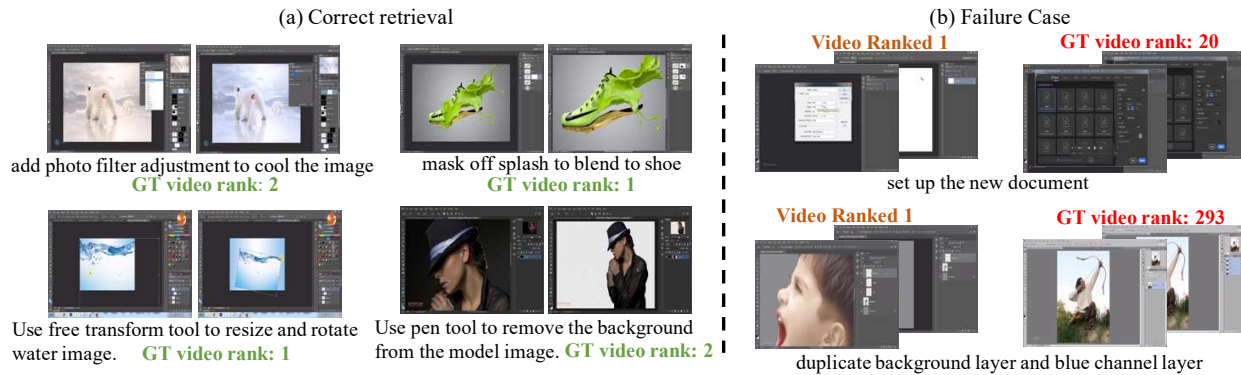 (a) Correct retrieval
(b) Failure Case
add photo filter adjustment to cool the image
GT video rank: 2
mask off splash to blend to shoe
GT video rank: 1
Use free transform tool to resize and rotate
water image. GT video rank: 1
Use pen tool to remove the background
from the model image. GT video rank: 2
Video Ranked 1
GT video rank: 20
set up the new document
Video Ranked 1
GT video rank: 293
duplicate background layer and blue channel layer